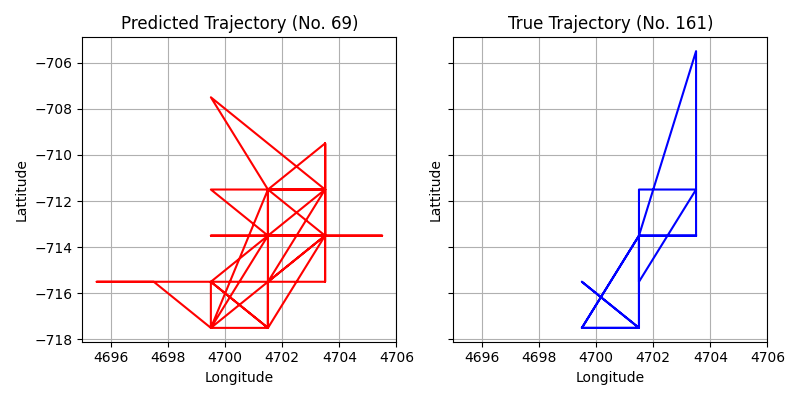 Predicted Trajectory (No. 69)
True Trajectory (No. 161)
Lattitude
−706
−708
−710
−712
−714
−716
−718
4696 4698 4700 4702 4704 4706
Longitude
Lattitude
4696 4698 4700 4702 4704 4706
Longitude